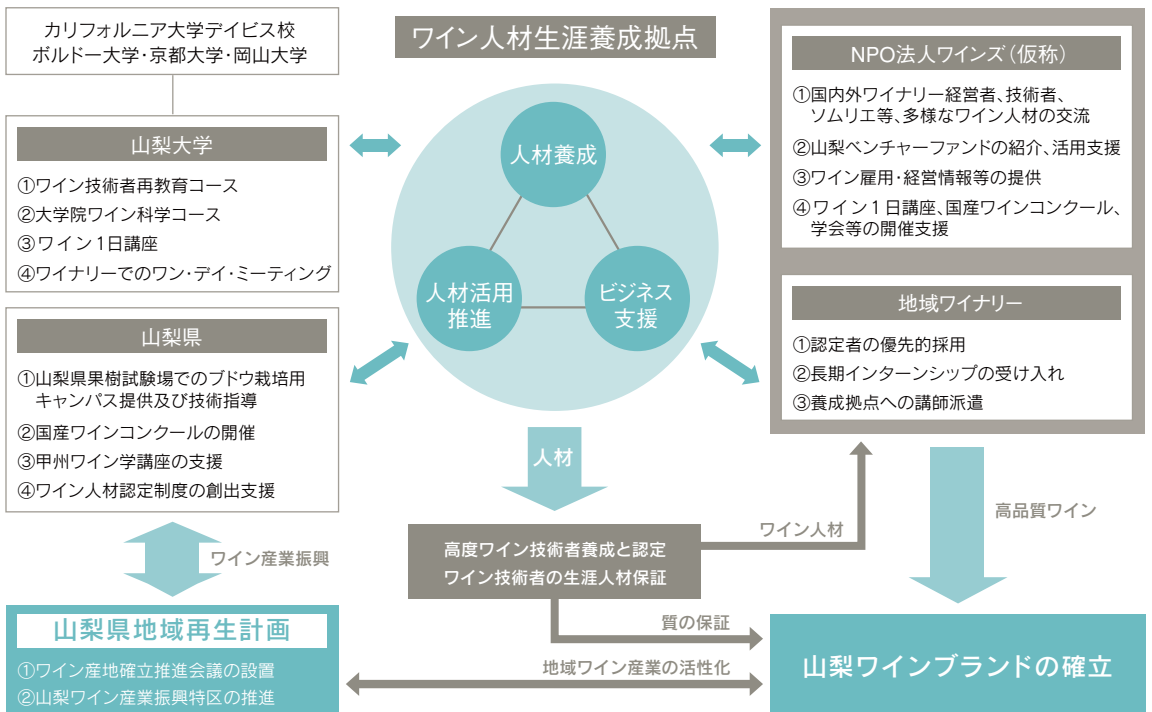 カリフォルニア大学デイビス校
ボルドー大学・京都大学・岡山大学
山梨大学
①ワイン技術者再教育コース
②大学院ワイン科学コース
③ワイン1日講座
④ワイナリーでのワン・デイ・ミーティング
山梨県
①山梨県果樹試験場でのブドウ栽培用
キャンパス提供及び技術指導
②国産ワインコンクールの開催
③甲州ワイン学講座の支援
④ワイン人材認定制度の創出支援
ワイン産業振興
山梨県地域再生計画
①ワイン産地確立推進会議の設置
②山梨ワイン産業振興特区の推進
ワイン人材生涯養成拠点
人材養成
人材活用
推進
ビジネス
支援
人材
高度ワイン技術者養成と認定
ワイン技術者の生涯人材保証
ワイン人材
質の保証
地域ワイン産業の活性化
NPO法人ワインズ（仮称）
①国内外ワイナリー経営者、技術者、
ソムリエ等、多様なワイン人材の交流
②山梨ベンチャーファンドの紹介、活用支援
③ワイン雇用・経営情報等の提供
④ワイン1日講座、国産ワインコンクール、
学会等の開催支援
地域ワイナリー
①認定者の優先的採用
②長期インターンシップの受け入れ
③養成拠点への講師派遣
高品質ワイン
山梨ワインブランドの確立